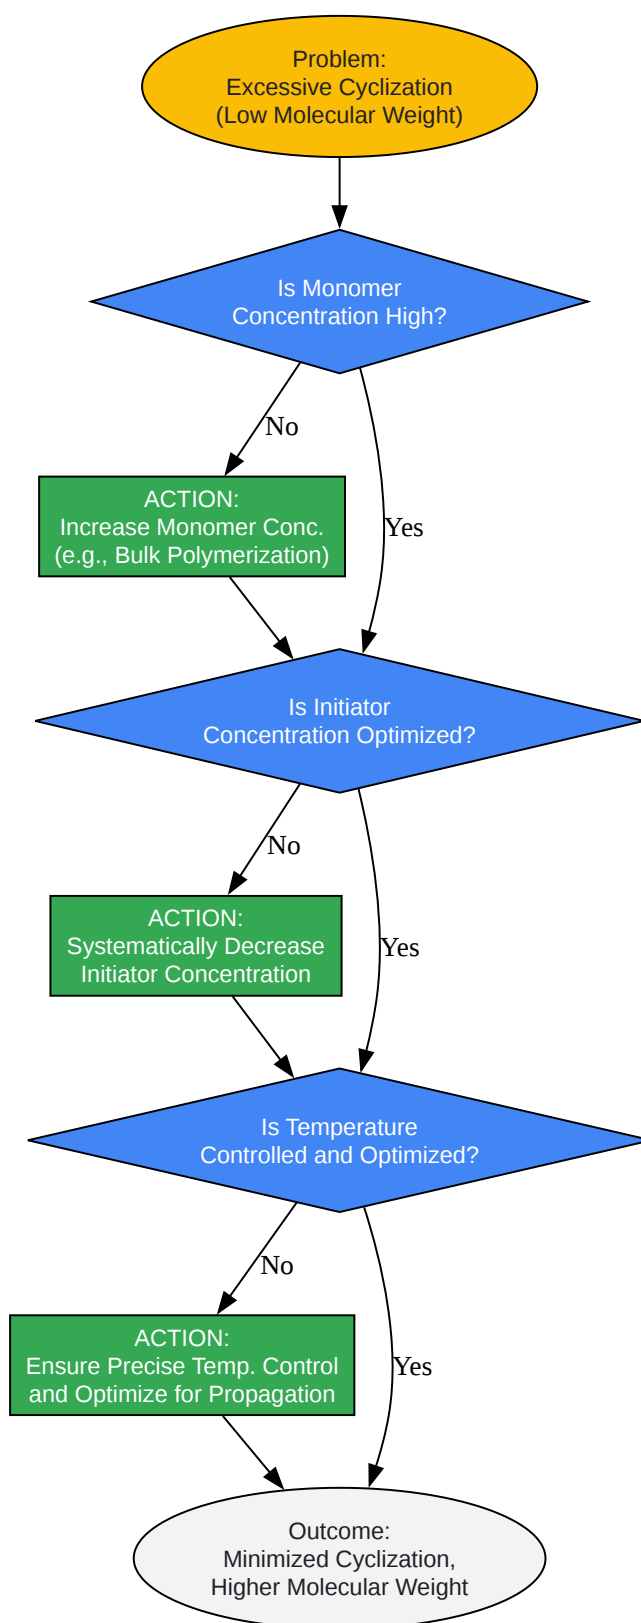 Problem:
Excessive Cyclization
(Low Molecular Weight)
Is Monomer
Concentration High?
No
Yes
ACTION:
Increase Monomer Conc.
(e.g., Bulk Polymerization)
Is Initiator
Concentration Optimized?
No
Yes
ACTION:
Systematically Decrease
Initiator Concentration
Is Temperature
Controlled and Optimized?
No
Yes
ACTION:
Ensure Precise Temp. Control
and Optimize for Propagation
Outcome:
Minimized Cyclization,
Higher Molecular Weight